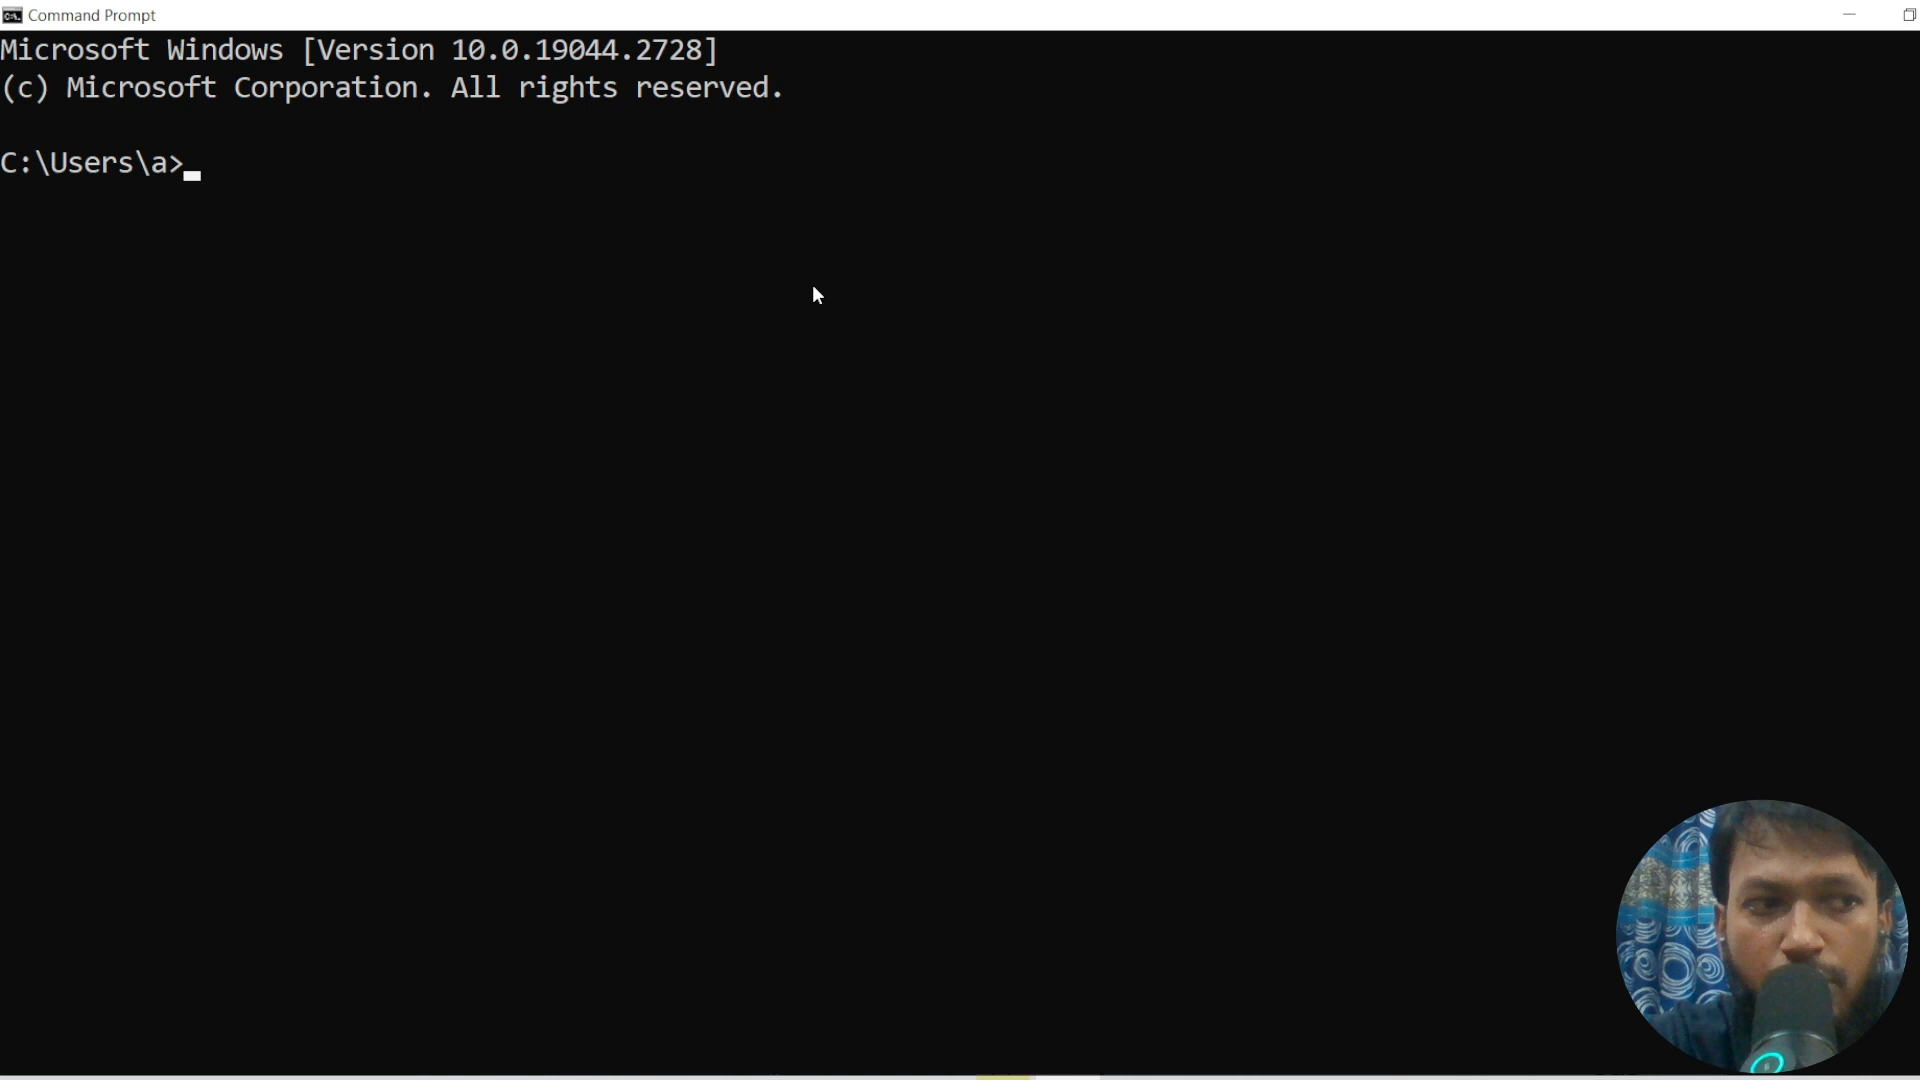 Command Prompt
Microsoft Windows [Version 10.0.19044.2728]
(c) Microsoft Corporation. All rights reserved.
C:\Users\a>